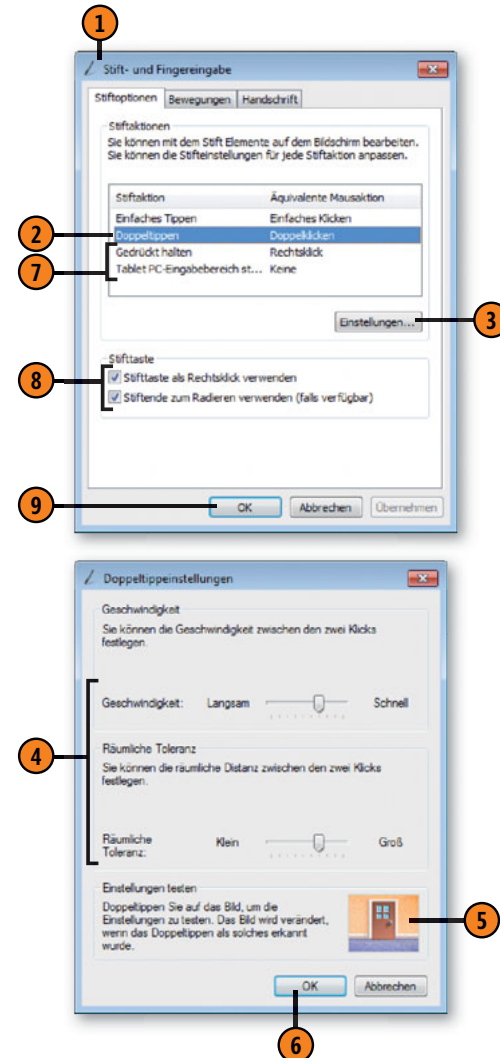 1
Stift- und Fingereingabe
Stiftoptionen Bewegungen Handschrift
Stiftaktionen
Sie können mit dem Stift Elemente auf dem Bildschirm bearbeiten.
Sie können die Stifteinstellungen für jede Stiftaktion anpassen.
Stiftaktion Äquivalente Mausaktion
Einfaches Tippen Einfaches Klicken
2 Doppeltippen Doppelklicken
Gedrückt halten Rechtsklick
7
Tablet PC-Eingabebereich st... Keine
Einstellungen... 3
Stifttaste
8
Stifttaste als Rechtsklick verwenden
Stiftende zum Radieren verwenden (falls verfügbar)
9 OK Abbrechen Übernehmen
Doppeltippeinstellungen
Geschwindigkeit
Sie können die Geschwindigkeit zwischen den zwei Klicks
festlegen.
Geschwindigkeit: Langsam Schnell
4
Räumliche Toleranz
Sie können die räumliche Distanz zwischen den zwei Klicks
festlegen.
Räumliche
Toleranz: Klein Groß
Einstellungen testen
Doppeltippen Sie auf das Bild, um die
Einstellungen zu testen. Das Bild wird verändert,
wenn das Doppeltippen als solches erkannt
wurde.
5
OK Abbrechen
6